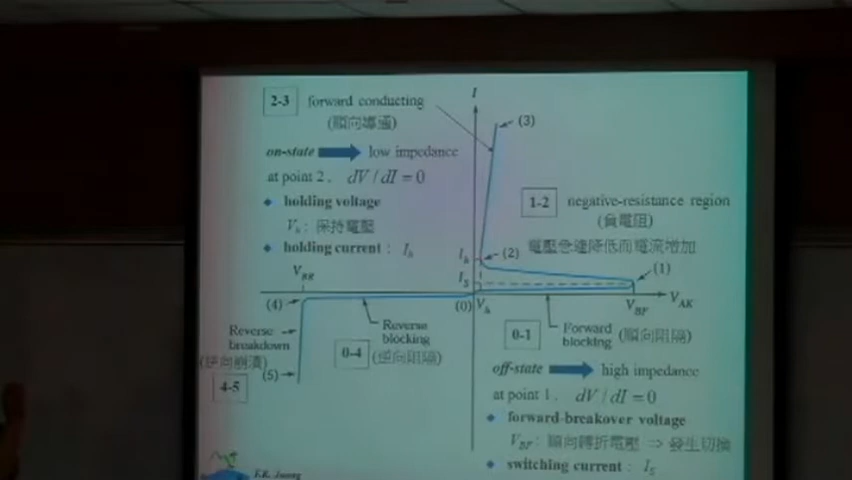 2-3 forward conducting
(順向導通)
on-state low impedance
at point 2， dV / dI = 0
holding voltage
Vh：保持電壓
holding current：Ih
I
(3)
1-2 negative-resistance region
(負電阻)
電壓急速降低而電流增加
Ih
(2)
IS
(1)
VBR
(4)
(0)
Vh
VBF
VAK
Reverse
breakdown
(逆向崩潰)
(5)
4-5
Reverse
blocking
0-4 (逆向阻隔)
0-1 Forward
blocking (順向阻隔)
off-state high impedance
at point 1， dV / dI = 0
forward-breakover voltage
VBF：順向轉折電壓 ⇒ 發生切換
switching current：IS